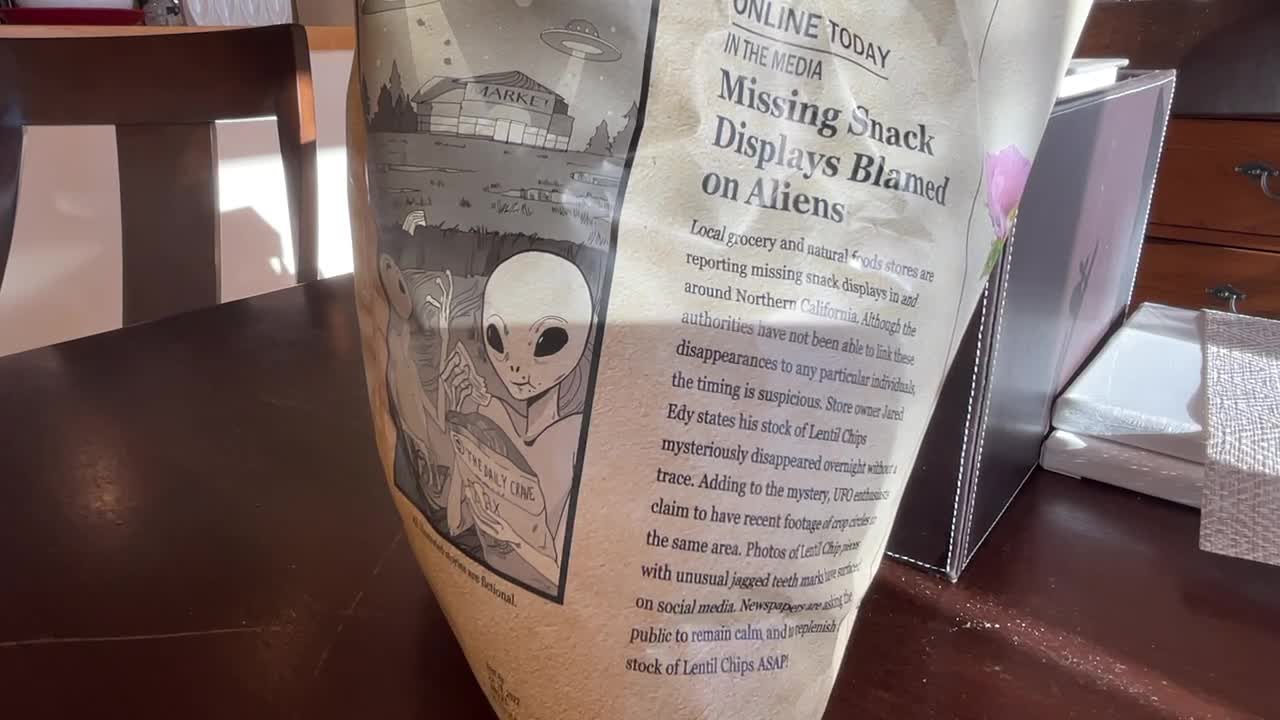 MARKET
THE DAILY CRAVE
All illustrated stories are fictional.
ONLINE TODAY
IN THE MEDIA
Missing Snack
Displays Blamed
on Aliens
Local grocery and natural foods stores are
reporting missing snack displays in and
around Northern California. Although the
authorities have not been able to link these
disappearances to any particular individuals,
the timing is suspicious. Store owner Jared
Edy states his stock of Lentil Chips
mysteriously disappeared overnight without a
trace. Adding to the mystery, UFO enthusiasts
claim to have recent footage of crop circles
the same area. Photos of Lentil Chip pieces
with unusual jagged teeth marks have surfaced
on social media. Newspapers are asking the
public to remain calm, and to replenish
stock of Lentil Chips ASAP!